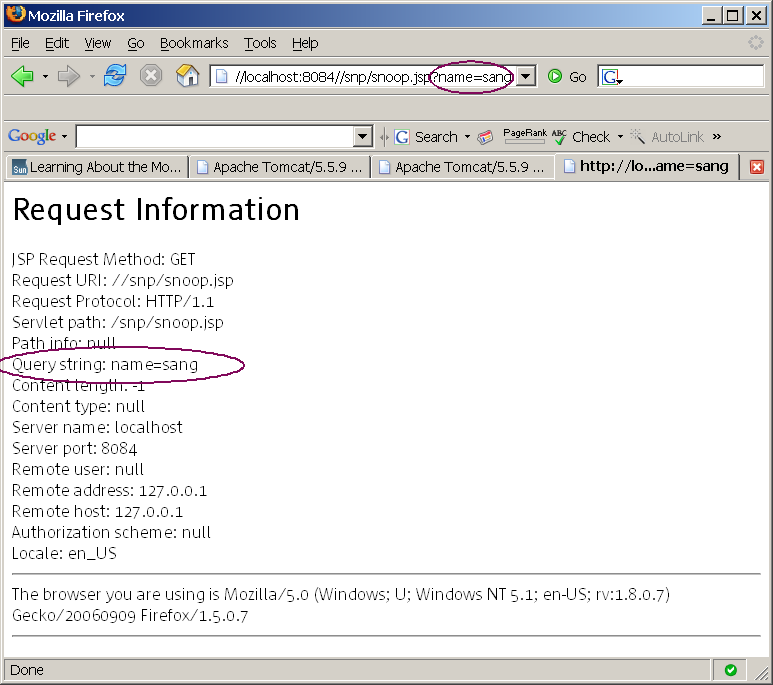 Mozilla Firefox
File Edit View Go Bookmarks Tools Help
//localhost:8084//snp/snoop.jsp?name=sang Go G
Google G Search PageRank ABC Check AutoLink »
Sun Learning About the Mo... Apache Tomcat/5.5.9 ... Apache Tomcat/5.5.9 ... http://lo...ame=sang
Request Information
JSP Request Method: GET
Request URI: //snp/snoop.jsp
Request Protocol: HTTP/1.1
Servlet path: /snp/snoop.jsp
Path info: null
Query string: name=sang
Content length: -1
Content type: null
Server name: localhost
Server port: 8084
Remote user: null
Remote address: 127.0.0.1
Remote host: 127.0.0.1
Authorization scheme: null
Locale: en_US
The browser you are using is Mozilla/5.0 (Windows; U; Windows NT 5.1; en-US; rv:1.8.0.7)
Gecko/20060909 Firefox/1.5.0.7
Done